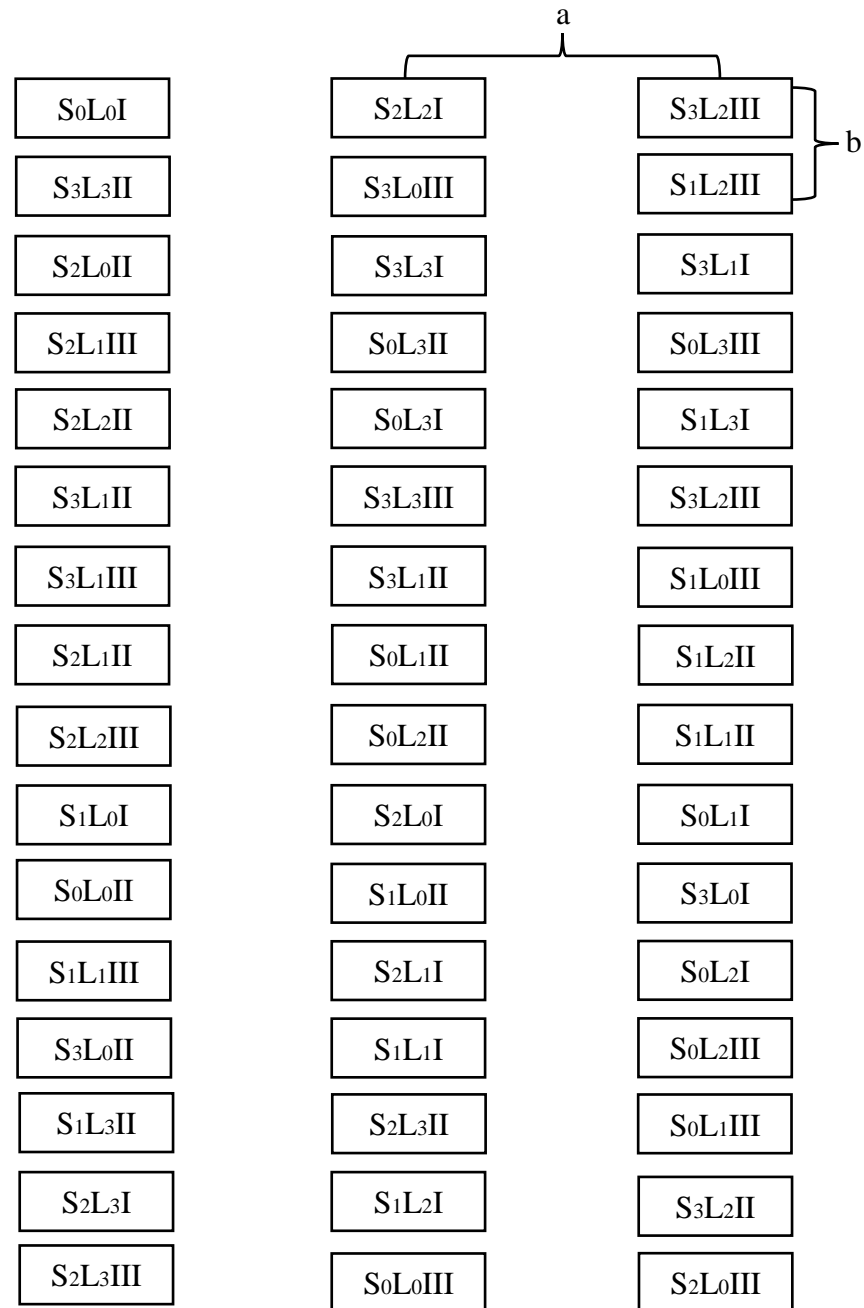 a
S0L0I S2L2I S3L2III
b
S3L3II S3L0III S1L2III
S2L0II S3L3I S3L1I
S2L1III S0L3II S0L3III
S2L2II S0L3I S1L3I
S3L1II S3L3III S3L2III
S3L1III S3L1II S1L0III
S2L1II S0L1II S1L2II
S2L2III S0L2II S1L1II
S1L0I S2L0I S0L1I
S0L0II S1L0II S3L0I
S1L1III S2L1I S0L2I
S3L0II S1L1I S0L2III
S1L3II S2L3II S0L1III
S2L3I S1L2I S3L2II
S2L3III S0L0III S2L0III